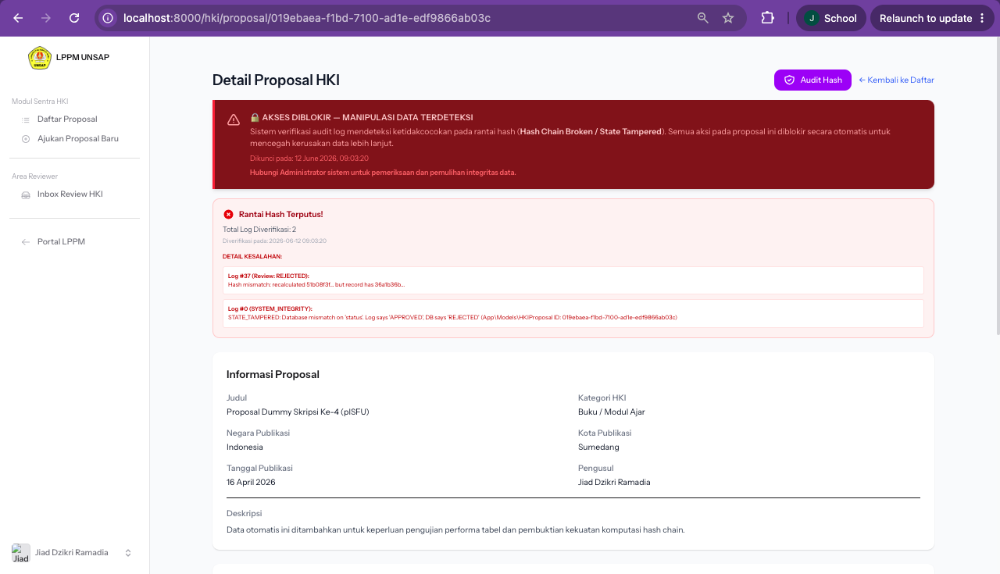 localhost:8000/hki/proposal/019ebaea-f1bd-7100-ad1e-edf9866ab03c
J School
Relaunch to update
UNSAP
LPPM UNSAP
Modul Sentra HKI
Daftar Proposal
Ajukan Proposal Baru
Area Reviewer
Inbox Review HKI
← Portal LPPM
Jiad
Jiad Dzikri Ramadia
Detail Proposal HKI
Audit Hash
← Kembali ke Daftar
🔒 AKSES DIBLOKIR — MANIPULASI DATA TERDETEKSI
Sistem verifikasi audit log mendeteksi ketidakcocokan pada rantai hash (Hash Chain Broken / State Tampered). Semua aksi pada proposal ini diblokir secara otomatis untuk
mencegah kerusakan data lebih lanjut.
Dikunci pada: 12 June 2026, 09:03:20
Hubungi Administrator sistem untuk pemeriksaan dan pemulihan integritas data.
Rantai Hash Terputus!
Total Log Diverifikasi: 2
Diverifikasi pada: 2026-06-12 09:03:20
DETAIL KESALAHAN:
Log #37 (Review: REJECTED):
Hash mismatch: recalculated 51b08f3f... but record has 36a1b36b...
Log #0 (SYSTEM_INTEGRITY):
STATE_TAMPERED: Database mismatch on 'status'. Log says 'APPROVED', DB says 'REJECTED' (App\Models\HKIProposal ID: 019ebaea-f1bd-7100-ad1e-edf9866ab03c)
Informasi Proposal
Judul
Proposal Dummy Skripsi Ke-4 (pISFU)
Kategori HKI
Buku / Modul Ajar
Negara Publikasi
Indonesia
Kota Publikasi
Sumedang
Tanggal Publikasi
16 April 2026
Pengusul
Jiad Dzikri Ramadia
Deskripsi
Data otomatis ini ditambahkan untuk keperluan pengujian performa tabel dan pembuktian kekuatan komputasi hash chain.